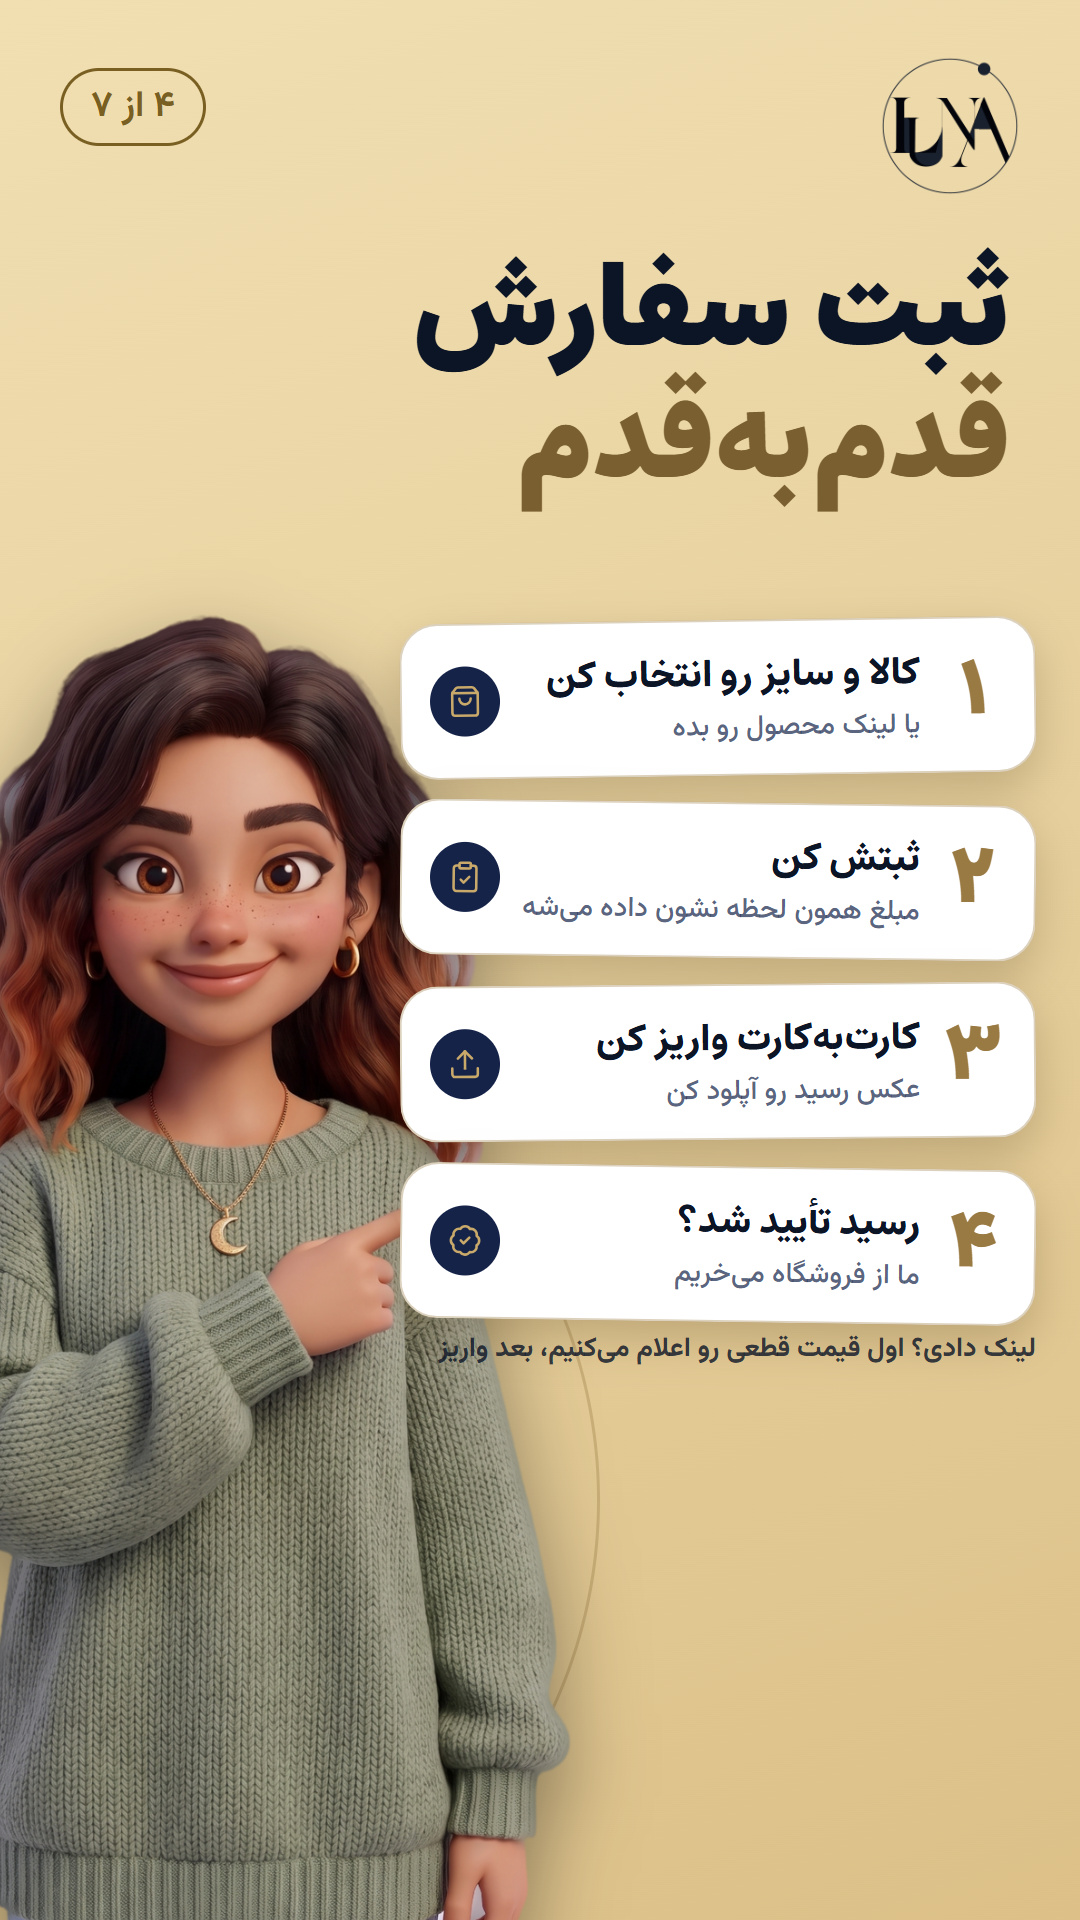 LUNA
۴ از ۷
ثبت سفارش
قدم‌به‌قدم
۱
کالا و سایز رو انتخاب کن
یا لینک محصول رو بده
۲
ثبتش کن
مبلغ همون لحظه نشون داده می‌شه
۳
کارت‌به‌کارت واریز کن
عکس رسید رو آپلود کن
۴
رسید تأیید شد؟
ما از فروشگاه می‌خریم
لینک دادی؟ اول قیمت قطعی رو اعلام می‌کنیم، بعد واریز